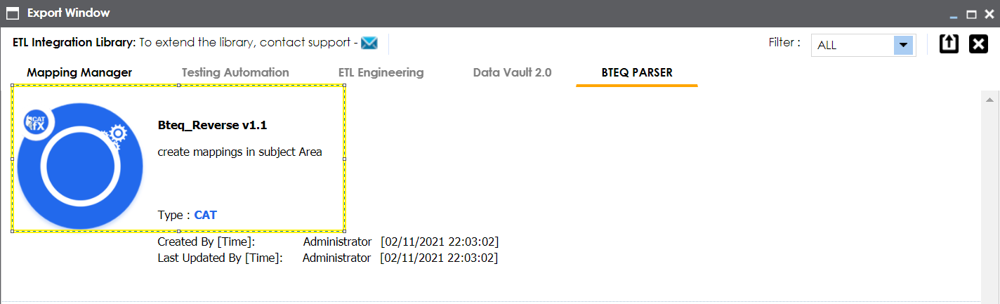 Export Window
ETL Integration Library: To extend the library, contact support -
Filter : ALL
Mapping Manager Testing Automation ETL Engineering Data Vault 2.0 BTEQ PARSER
CAT
fX
Bteq_Reverse v1.1
create mappings in subject Area
Type : CAT
Created By [Time]: Administrator [02/11/2021 22:03:02]
Last Updated By [Time]: Administrator [02/11/2021 22:03:02]